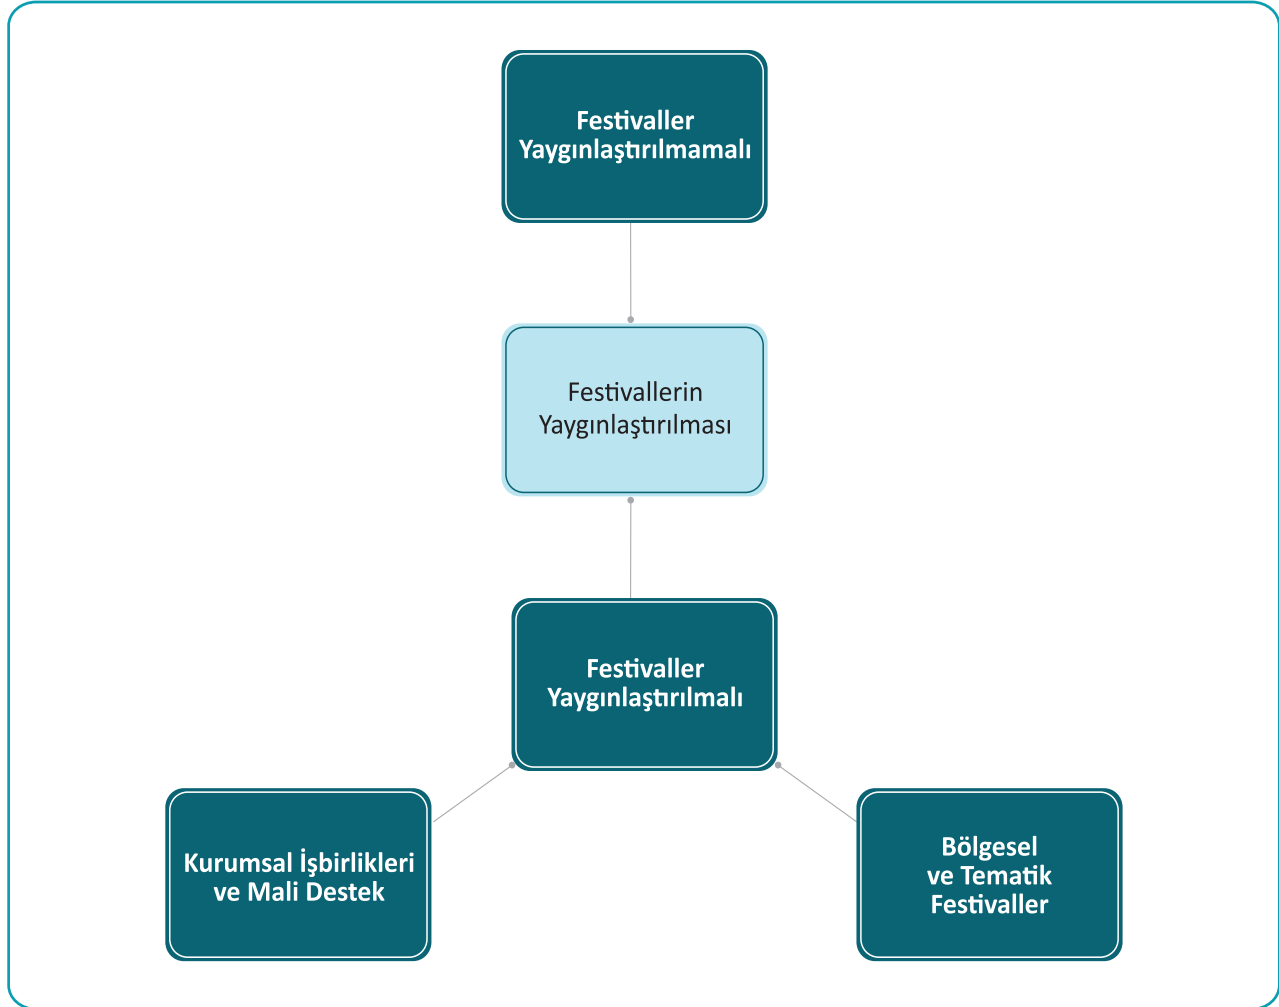 Festivaller
Yaygınlaştırılmamalı
Festivallerin
Yaygınlaştırılması
Festivaller
Yaygınlaştırılmalı
Kurumsal İşbirlikleri
ve Mali Destek
Bölgesel
ve Tematik
Festivaller